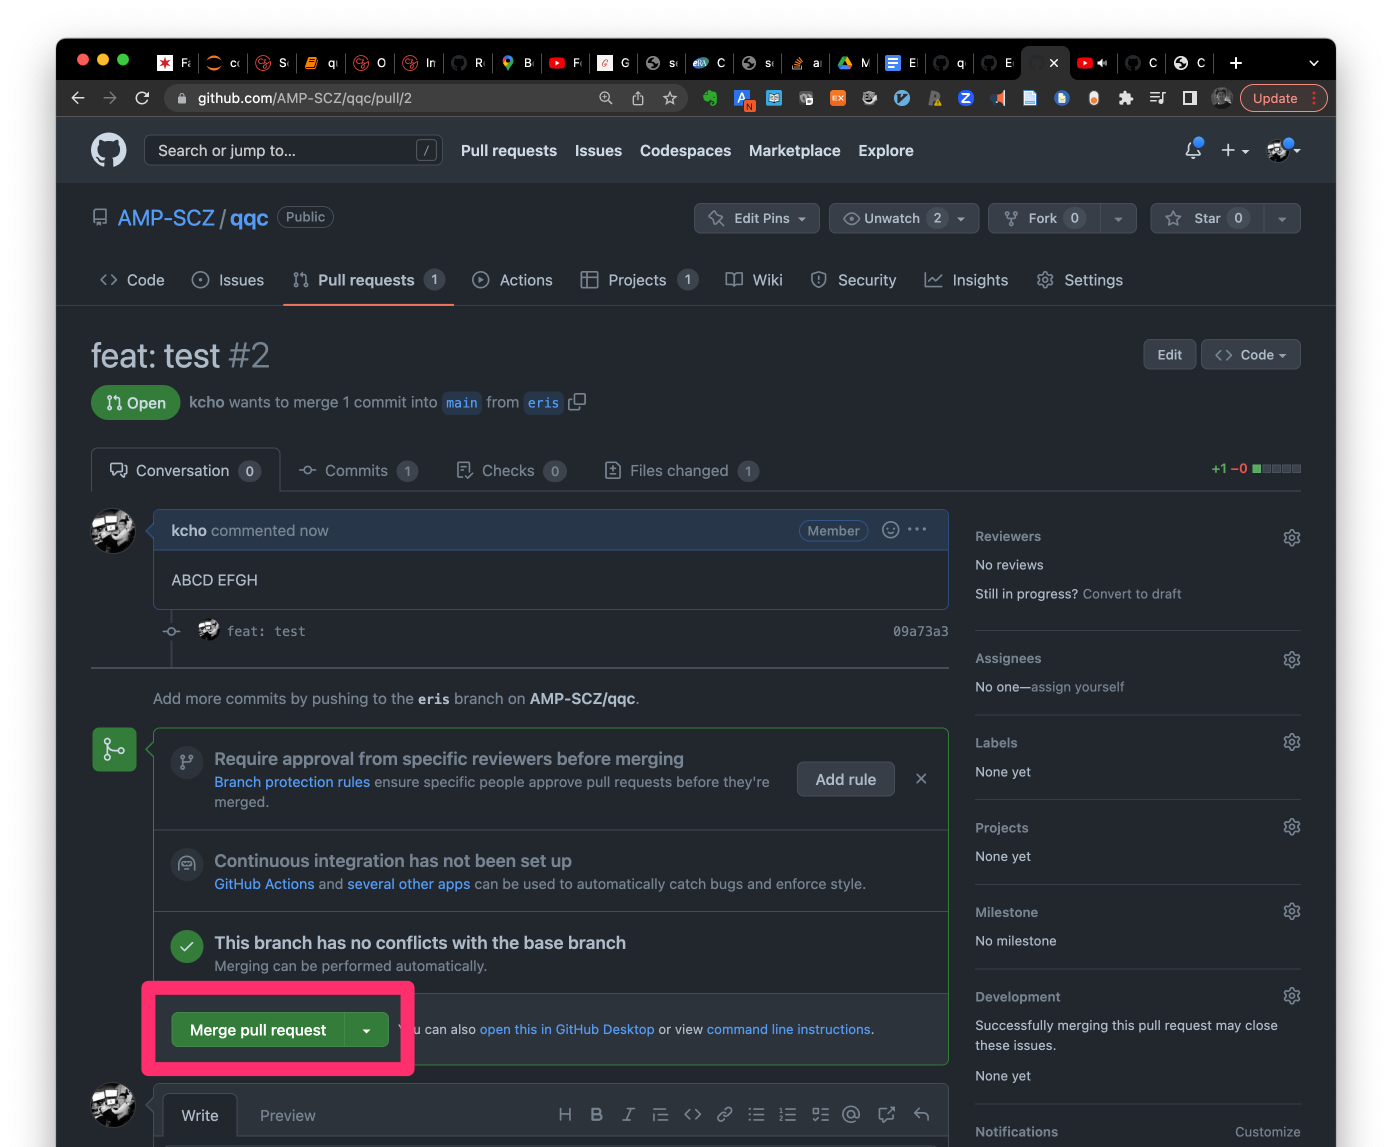 Fa
cc
S
qu
O
In
R
B
F
G
sc
C
sc
a
M
E
q
E
C
C
github.com/AMP-SCZ/qqc/pull/2
N
EX
Z
Update
Search or jump to...
/
Pull requests
Issues
Codespaces
Marketplace
Explore
AMP-SCZ / qqc
Public
Edit Pins
Unwatch 2
Fork 0
Star 0
Code
Issues
Pull requests 1
Actions
Projects 1
Wiki
Security
Insights
Settings
feat: test #2
Edit
Code
Open
kcho wants to merge 1 commit into main from eris
Conversation 0
Commits 1
Checks 0
Files changed 1
+1 −0
kcho commented now
Member
ABCD EFGH
feat: test
09a73a3
Add more commits by pushing to the eris branch on AMP-SCZ/qqc.
Require approval from specific reviewers before merging
Branch protection rules ensure specific people approve pull requests before they're
merged.
Add rule
Continuous integration has not been set up
GitHub Actions and several other apps can be used to automatically catch bugs and enforce style.
This branch has no conflicts with the base branch
Merging can be performed automatically.
Merge pull request
You can also open this in GitHub Desktop or view command line instructions.
Write
Preview
Reviewers
No reviews
Still in progress? Convert to draft
Assignees
No one—assign yourself
Labels
None yet
Projects
None yet
Milestone
No milestone
Development
Successfully merging this pull request may close
these issues.
None yet
Notifications
Customize